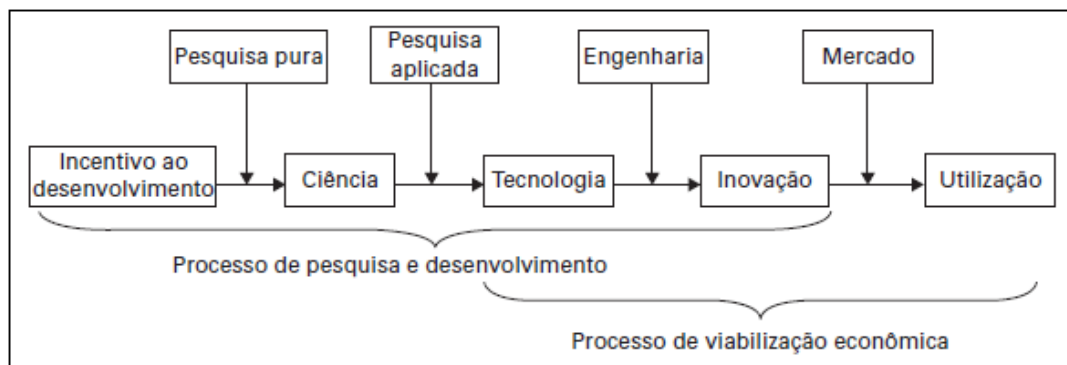 Pesquisa pura
Pesquisa
aplicada
Engenharia
Mercado
Incentivo ao
desenvolvimento
Ciência
Tecnologia
Inovação
Utilização
Processo de pesquisa e desenvolvimento
Processo de viabilização econômica